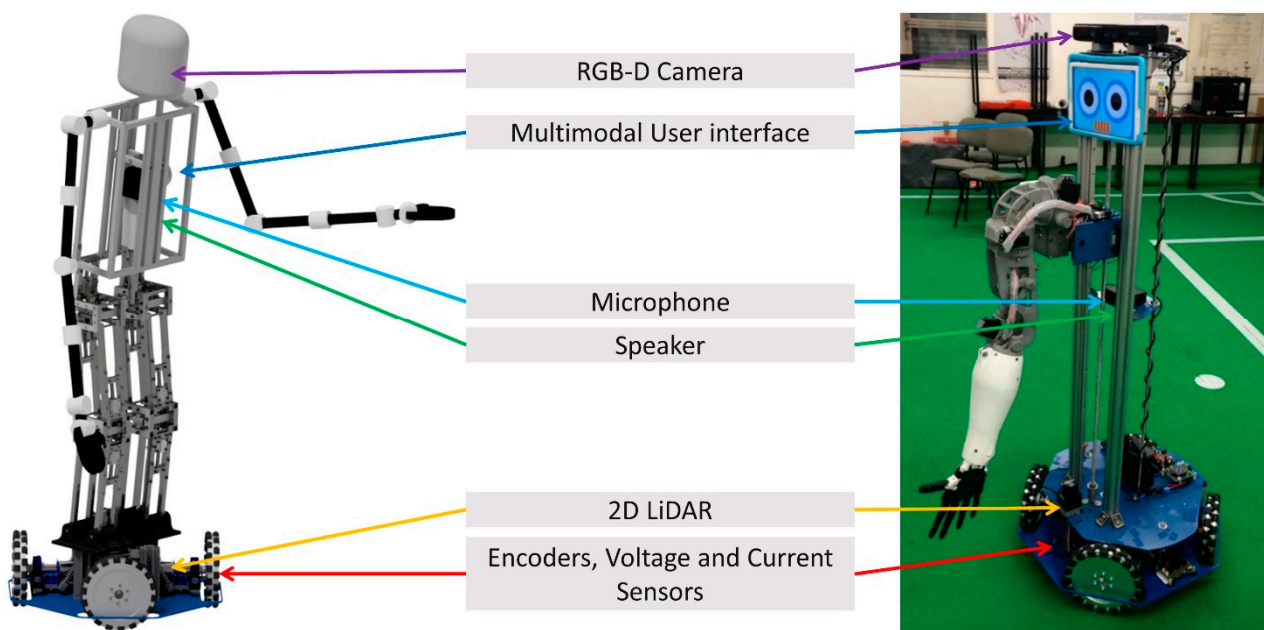 RGB-D Camera
Multimodal User interface
Microphone
Speaker
2D LiDAR
Encoders, Voltage and Current
Sensors